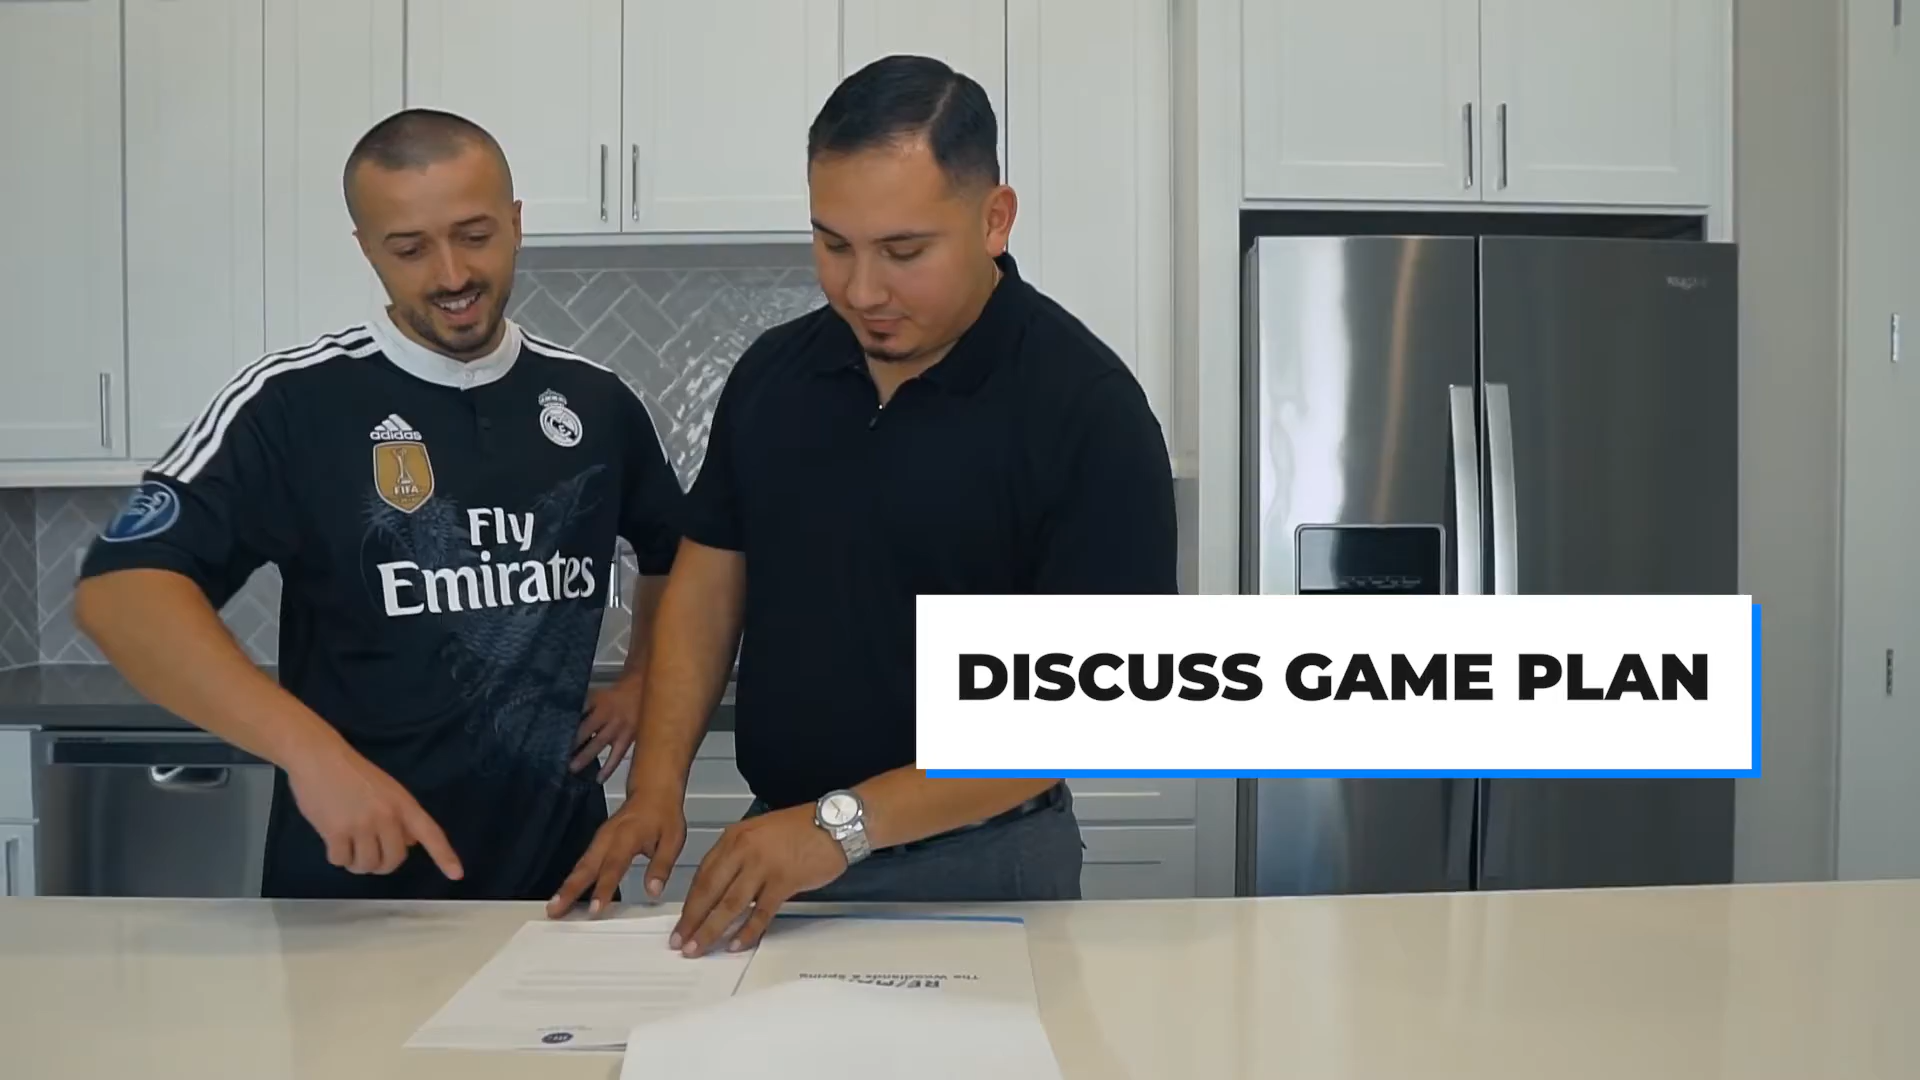 adidas
FIFA
Fly
Emirates
DISCUSS GAME PLAN
RE/MAX
The Woodlands & Spring